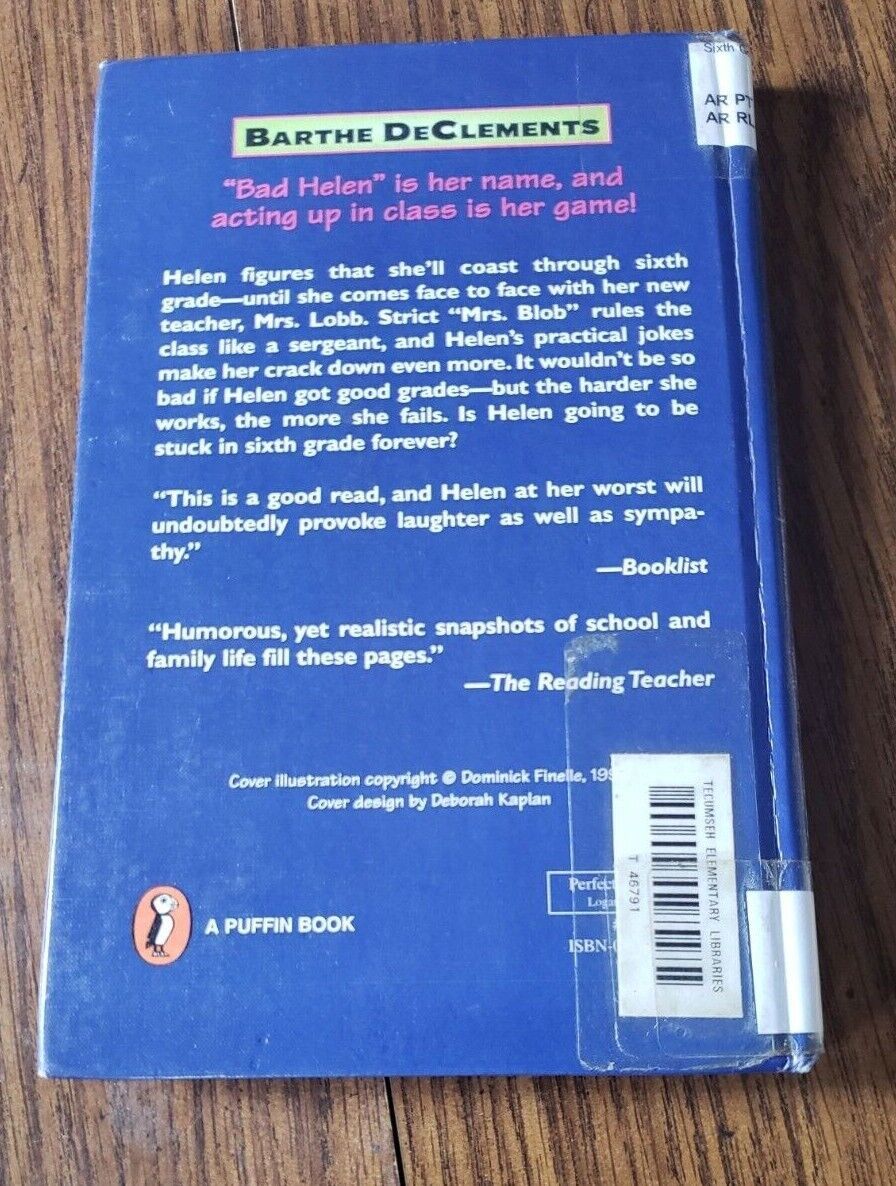 Sixth
AR PT
AR RL
BARTHE DECLEMENTS
“Bad Helen” is her name, and
acting up in class is her game!
Helen figures that she’ll coast through sixth
grade—until she comes face to face with her new
teacher, Mrs. Lobb. Strict “Mrs. Blob” rules the
class like a sergeant, and Helen’s practical jokes
make her crack down even more. It wouldn’t be so
bad if Helen got good grades—but the harder she
works, the more she fails. Is Helen going to be
stuck in sixth grade forever?
“This is a good read, and Helen at her worst will
undoubtedly provoke laughter as well as sympa-
thy.”
—Booklist
“Humorous, yet realistic snapshots of school and
family life fill these pages.”
—The Reading Teacher
Cover illustration copyright © Dominick Finelle, 199
Cover design by Deborah Kaplan
A PUFFIN BOOK
Perfec
Loga
ISBN-0
TECUMSEH ELEMENTARY LIBRARIES
T 46791